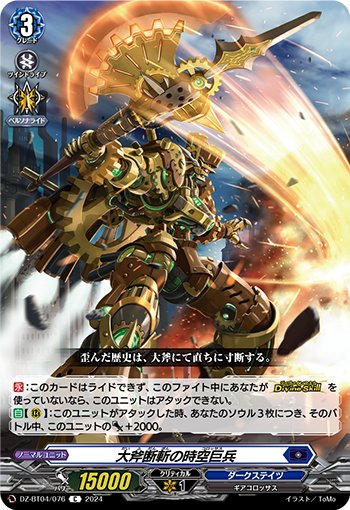 3
グレード
ツインドライブ
ペルソナライド
歪んだ歴史は、大斧にて直ちに寸断する。
永:このカードはライドできず、このファイト中にあなたが Divine Skill を
使っていないなら、このユニットはアタックできない。
自【R】:このユニットがアタックした時、あなたのソウル3枚につき、そのバ
トル中、このユニットの+2000。
ノーマルユニット
大斧断斬の時空巨兵
パワー 15000
クリティカル
1
ダークステイツ
ギアコロッサス
DZ-BT04/076 C 2024
イラスト/ToMo